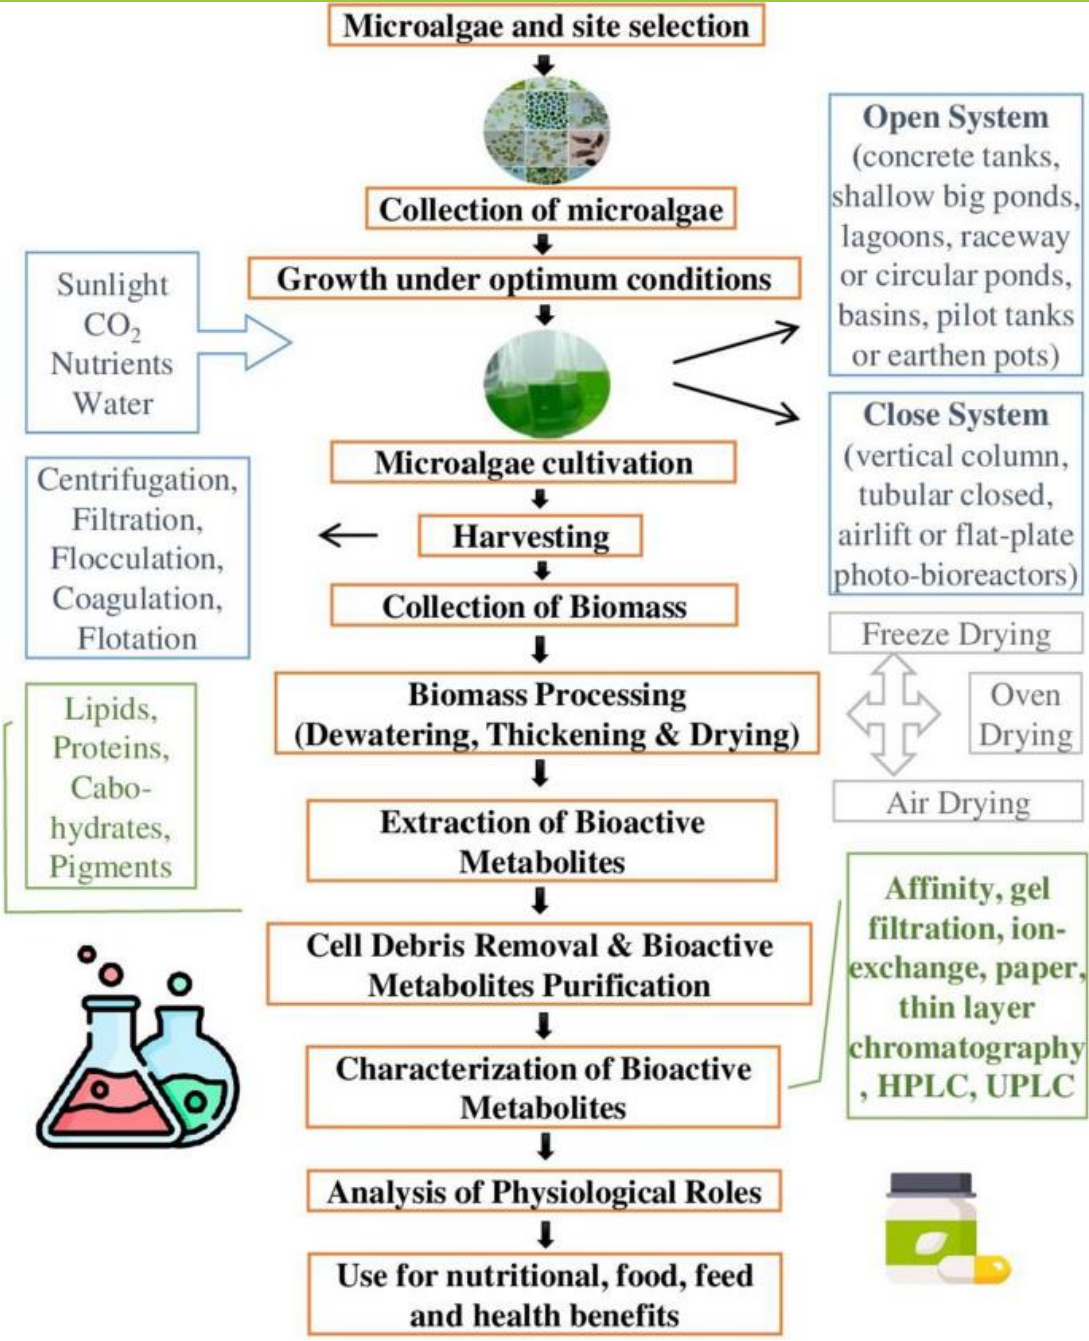 Microalgae and site selection
Collection of microalgae
Growth under optimum conditions
Sunlight
CO₂
Nutrients
Water
Open System
(concrete tanks,
shallow big ponds,
lagoons, raceway
or circular ponds,
basins, pilot tanks
or earthen pots)
Close System
(vertical column,
tubular closed,
airlift or flat-plate
photo-bioreactors)
Microalgae cultivation
Harvesting
Centrifugation,
Filtration,
Flocculation,
Coagulation,
Flotation
Collection of Biomass
Biomass Processing
(Dewatering, Thickening & Drying)
Freeze Drying
Oven
Drying
Air Drying
Extraction of Bioactive
Metabolites
Lipids,
Proteins,
Cabo-
hydrates,
Pigments
Cell Debris Removal & Bioactive
Metabolites Purification
Characterization of Bioactive
Metabolites
Affinity, gel
filtration, ion-
exchange, paper,
thin layer
chromatography
, HPLC, UPLC
Analysis of Physiological Roles
Use for nutritional, food, feed
and health benefits